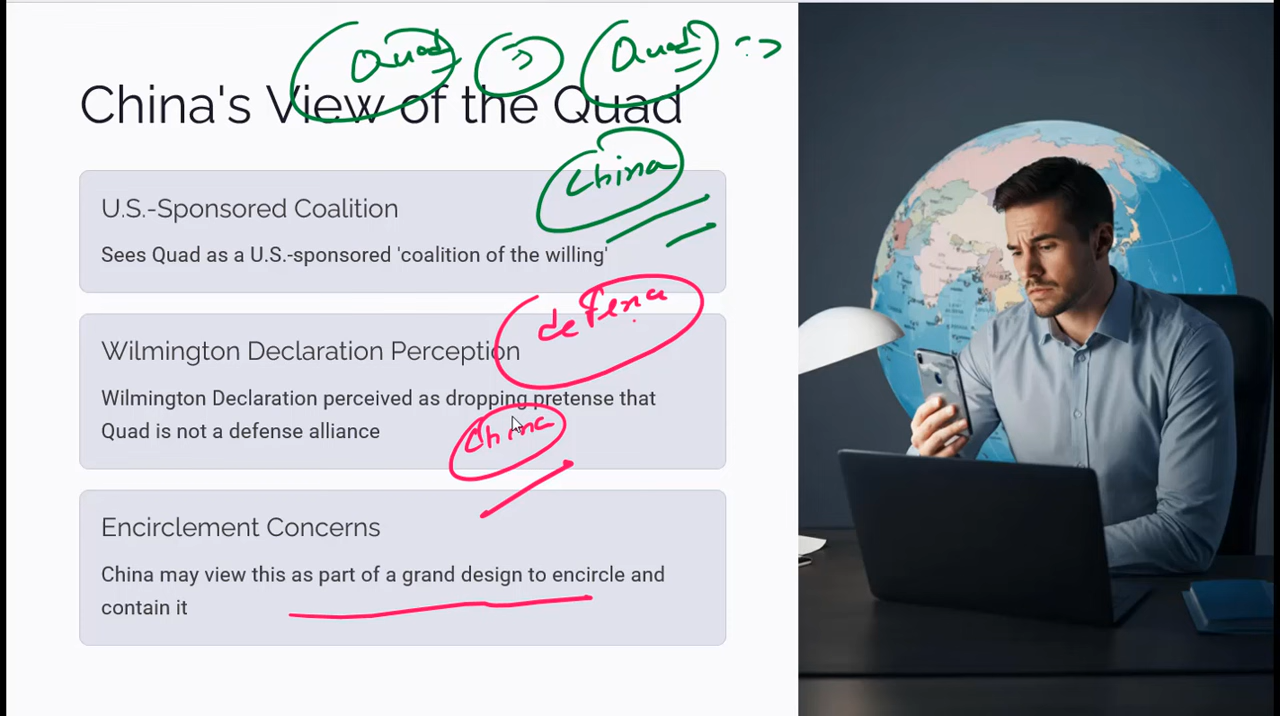 Quad => Quad =>
China's View of the Quad
China
U.S.-Sponsored Coalition
Sees Quad as a U.S.-sponsored 'coalition of the willing'
Wilmington Declaration Perception
Wilmington Declaration perceived as dropping pretense that
Quad is not a defense alliance
China
Encirclement Concerns
China may view this as part of a grand design to encircle and
contain it